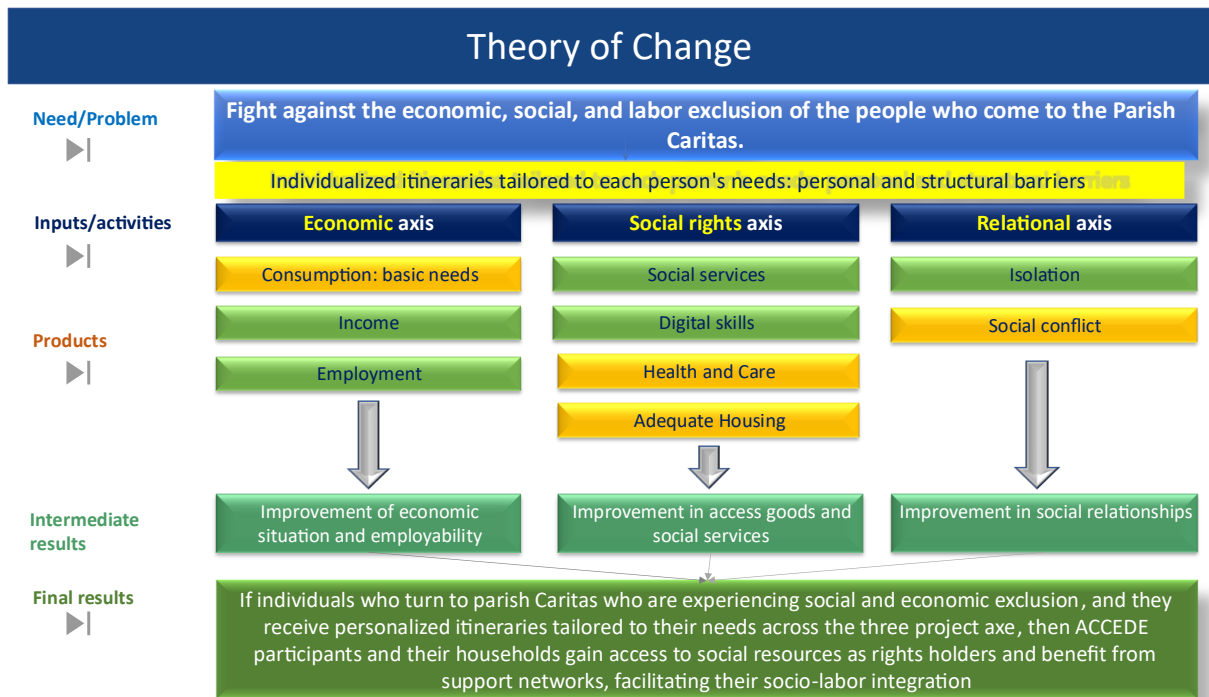 Theory of Change
Need/Problem
Fight against the economic, social, and labor exclusion of the people who come to the Parish
Caritas.
Individualized itineraries tailored to each person's needs: personal and structural barriers
Inputs/activities
Economic axis
Social rights axis
Relational axis
Consumption: basic needs
Social services
Isolation
Products
Income
Digital skills
Social conflict
Employment
Health and Care
Adequate Housing
Intermediate
results
Improvement of economic
situation and employability
Improvement in access goods and
social services
Improvement in social relationships
Final results
If individuals who turn to parish Caritas who are experiencing social and economic exclusion, and they
receive personalized itineraries tailored to their needs across the three project axe, then ACCEDE
participants and their households gain access to social resources as rights holders and benefit from
support networks, facilitating their socio-labor integration